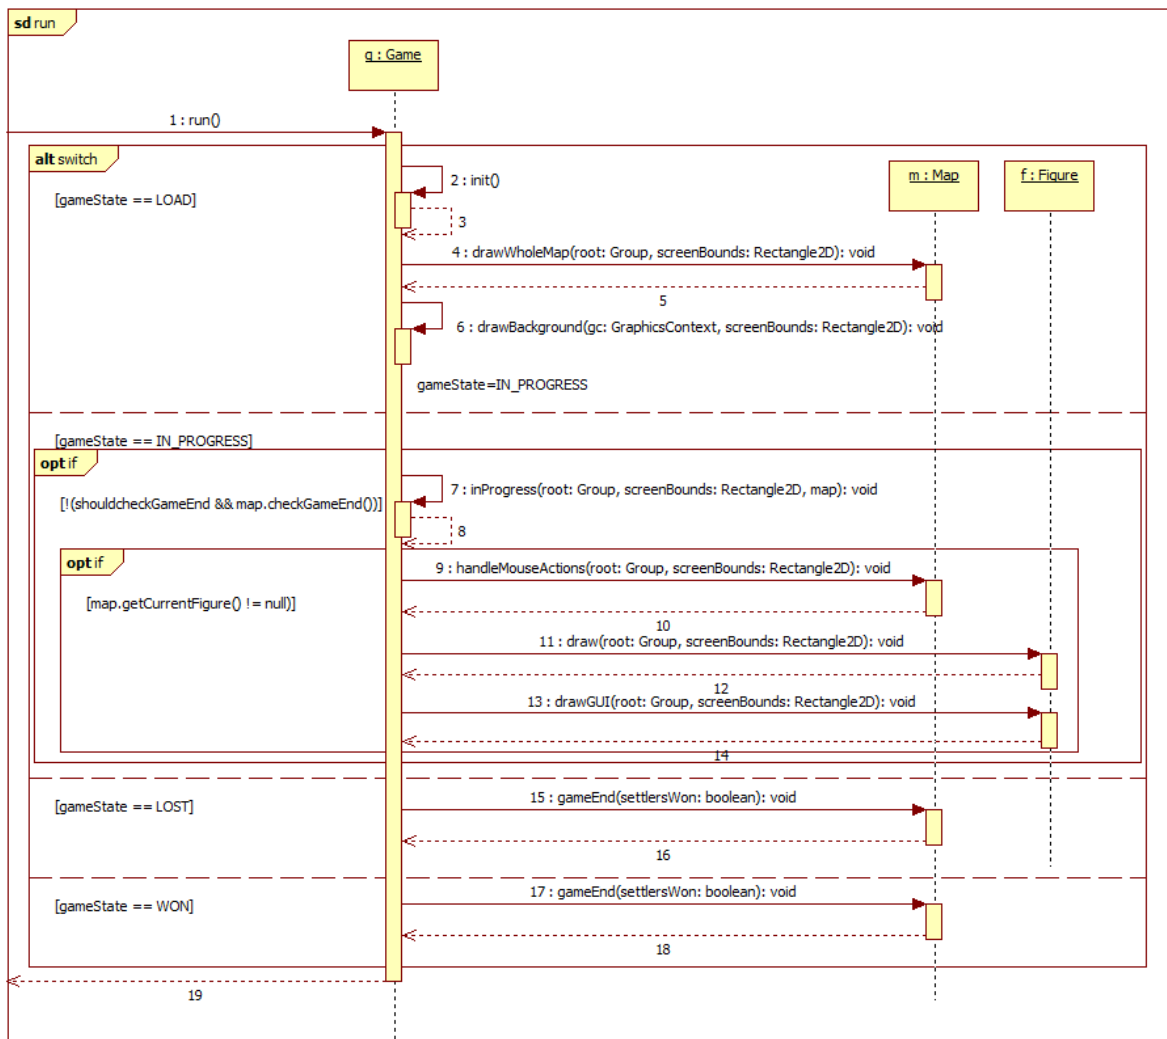 sd run
g : Game
1 : run()
alt switch
m : Map
f : Figure
2 : init()
[gameState == LOAD]
3
4 : drawWholeMap(root: Group, screenBounds: Rectangle2D): void
5
6 : drawBackground(gc: GraphicsContext, screenBounds: Rectangle2D): void
gameState=IN_PROGRESS
[gameState == IN_PROGRESS]
opt if
7 : inProgress(root: Group, screenBounds: Rectangle2D, map): void
[!(shouldcheckGameEnd && map.checkGameEnd())]
8
opt if
9 : handleMouseActions(root: Group, screenBounds: Rectangle2D): void
[map.getCurrentFigure() != null)]
10
11 : draw(root: Group, screenBounds: Rectangle2D): void
12
13 : drawGUI(root: Group, screenBounds: Rectangle2D): void
14
15 : gameEnd(settlersWon: boolean): void
[gameState == LOST]
16
17 : gameEnd(settlersWon: boolean): void
[gameState == WON]
18
19